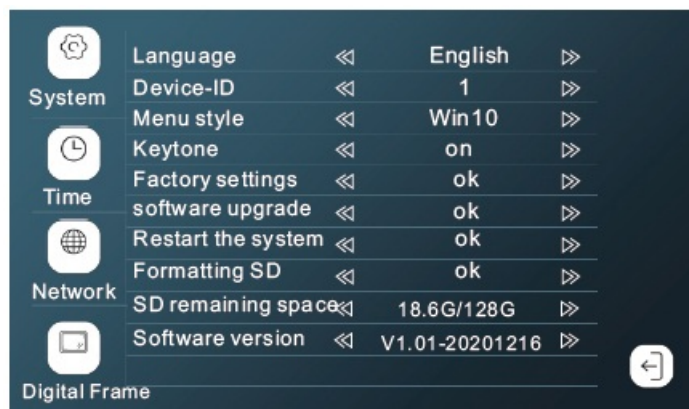 System
Time
Network
Digital Frame
Language English
Device-ID 1
Menu style Win10
Keytone on
Factory settings ok
software upgrade ok
Restart the system ok
Formatting SD ok
SD remaining space 18.6G/128G
Software version V1.01-20201216